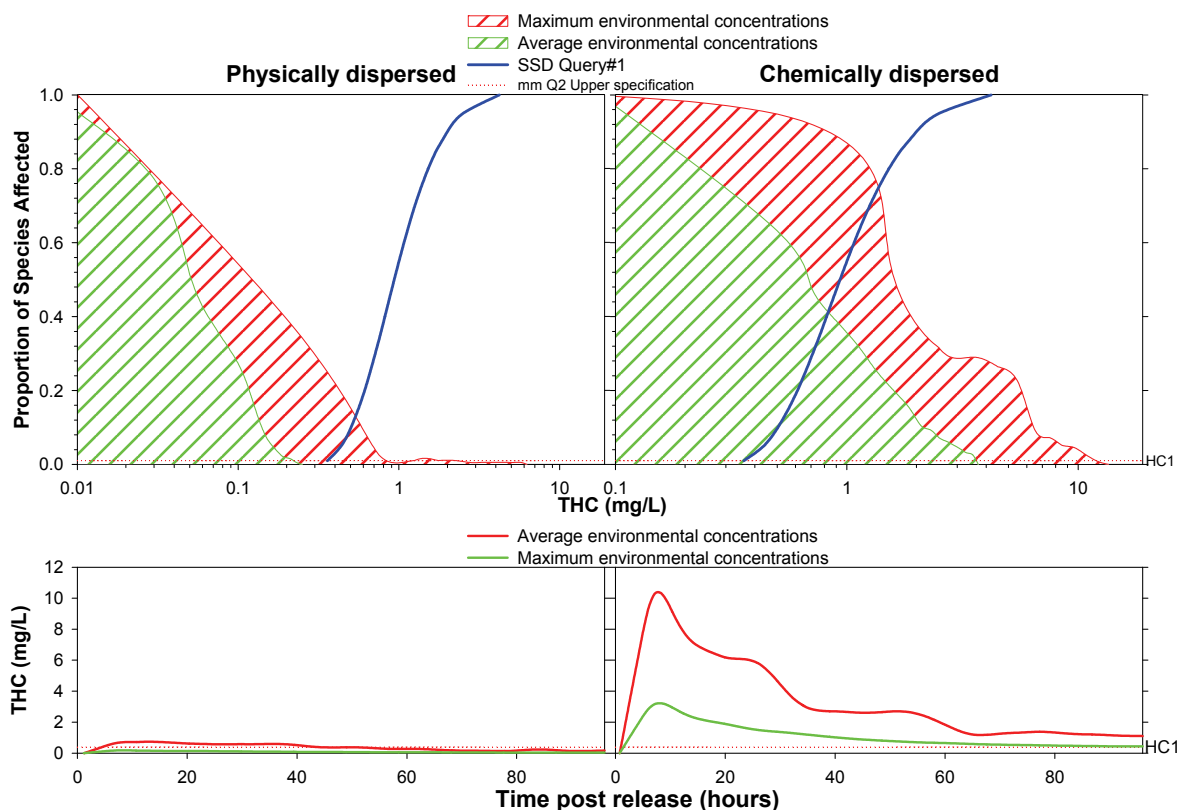 Maximum environmental concentrations
Average environmental concentrations
SSD Query#1
mm Q2 Upper specification
Physically dispersed
Chemically dispersed
Proportion of Species Affected
1.0
0.8
0.6
0.4
0.2
0.0
0.01
0.1
1
10
0.1
1
10
HC1
THC (mg/L)
Average environmental concentrations
Maximum environmental concentrations
THC (mg/L)
12
10
8
6
4
2
0
0
20
40
60
80
0
20
40
60
80
HC1
Time post release (hours)